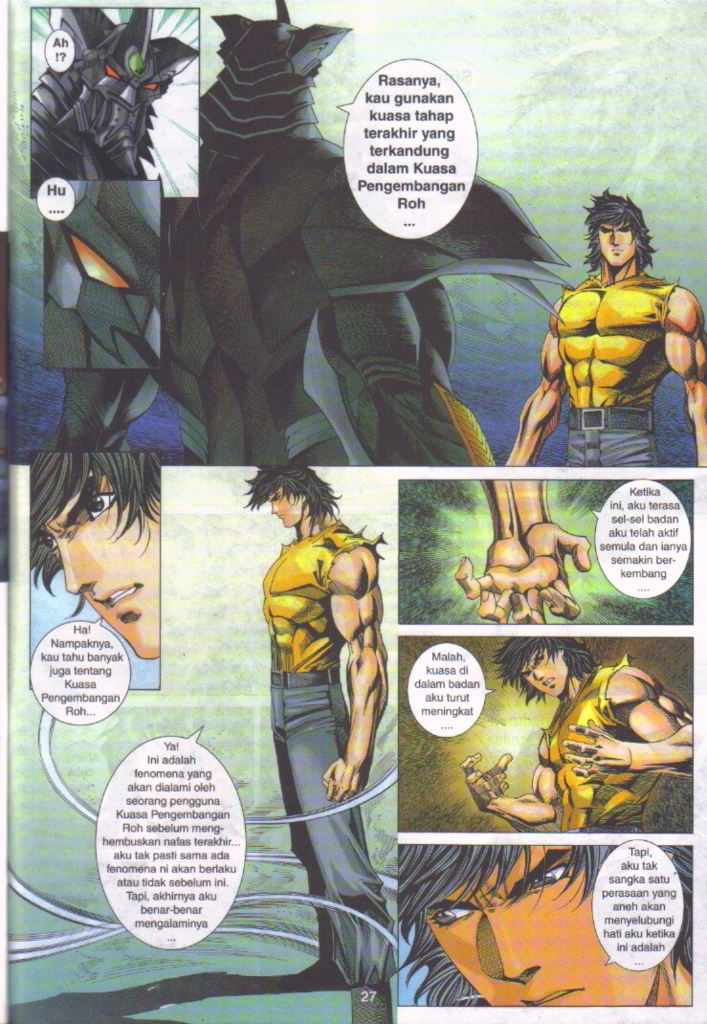 Ah
!?
Hu
....
Rasanya,
kau gunakan
kuasa tahap
terakhir yang
terkandung
dalam Kuasa
Pengembangan
Roh
...
Ha!
Nampaknya,
kau tahu banyak
juga tentang
Kuasa
Pengembangan
Roh...
Ya!
Ini adalah
fenomena yang
akan dialami oleh
seorang pengguna
Kuasa Pengembangan
Roh sebelum meng-
hembuskan nafas terakhir...
aku tak pasti sama ada
fenomena ni akan berlaku
atau tidak sebelum ini.
Tapi, akhirnya aku
benar-benar
mengalaminya
...
Ketika
ini, aku terasa
sel-sel badan
aku telah aktif
semula dan ianya
semakin ber-
kembang
....
Malah,
kuasa di
dalam badan
aku turut
meningkat
....
Tapi,
aku tak
sangka satu
perasaan yang
aneh akan
menyelubungi
hati aku ketika
ini adalah
...
27